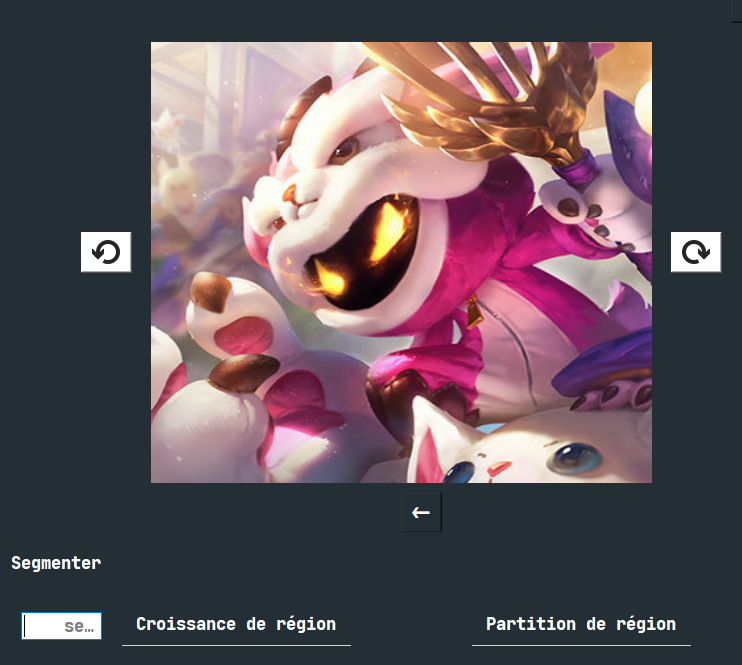 Segmenter
se…
Croissance de région
Partition de région